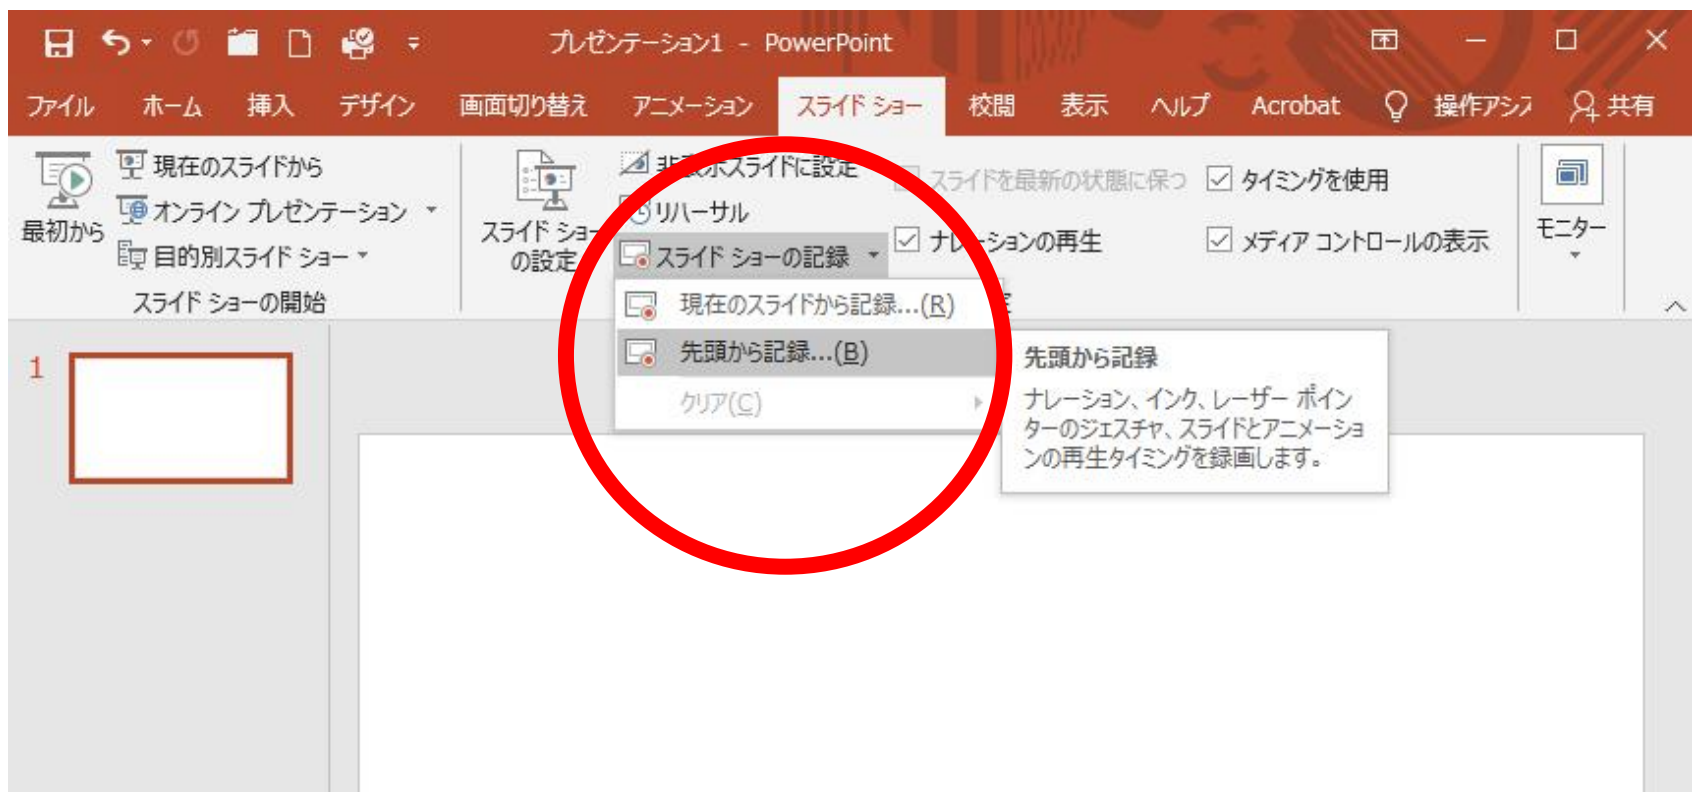 プレゼンテーション1 - PowerPoint
ファイル ホーム 挿入 デザイン 画面切り替え アニメーション スライド ショー 校閲 表示 ヘルプ Acrobat 操作アシス 共有
最初から
現在のスライドから
オンライン プレゼンテーション
目的別スライド ショー
スライド ショーの開始
スライド ショー
の設定
非表示スライドに設定
リハーサル
スライド ショーの記録
スライドを最新の状態に保つ
ナレーションの再生
タイミングを使用
メディア コントロールの表示
モニター
現在のスライドから記録...(R)
先頭から記録...(B)
クリア(C)
先頭から記録
ナレーション、インク、レーザー ポイン
ターのジェスチャ、スライドとアニメーショ
ンの再生タイミングを録画します。
1